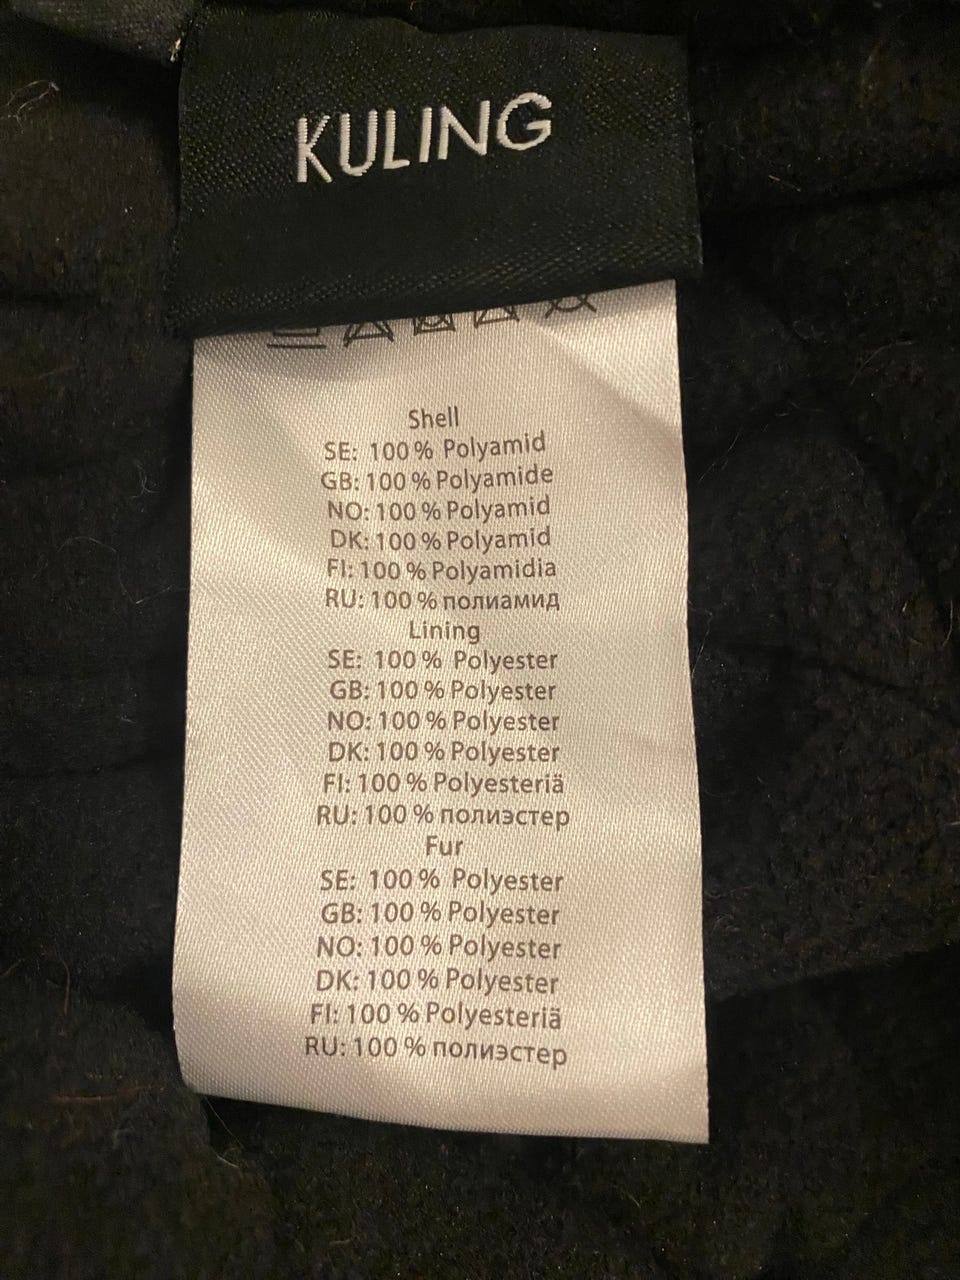 KULING
Shell
SE: 100 % Polyamid
GB: 100 % Polyamide
NO: 100 % Polyamid
DK: 100 % Polyamid
FI: 100 % Polyamidia
RU: 100 % полиамид
Lining
SE: 100 % Polyester
GB: 100 % Polyester
NO: 100 % Polyester
DK: 100 % Polyester
FI: 100 % Polyesteriä
RU: 100 % полиэстер
Fur
SE: 100 % Polyester
GB: 100 % Polyester
NO: 100 % Polyester
DK: 100 % Polyester
FI: 100 % Polyesteriä
RU: 100 % полиэстер